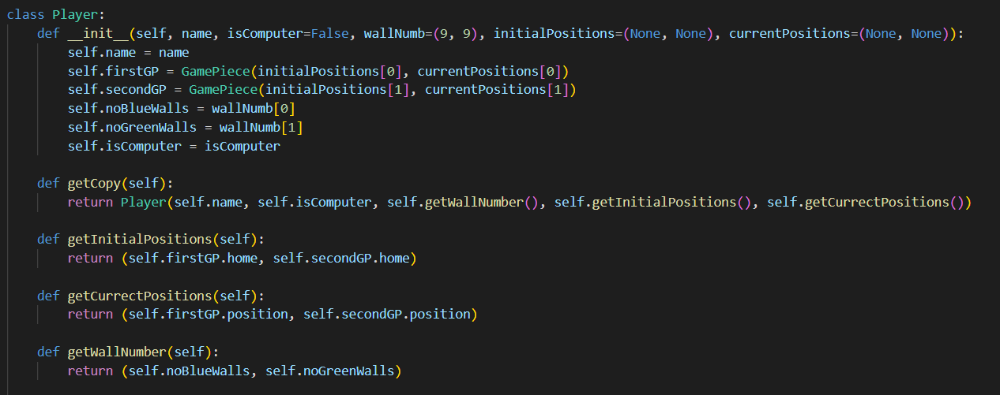 class Player:
    def __init__(self, name, isComputer=False, wallNumb=(9, 9), initialPositions=(None, None), currentPositions=(None, None)):
        self.name = name
        self.firstGP = GamePiece(initialPositions[0], currentPositions[0])
        self.secondGP = GamePiece(initialPositions[1], currentPositions[1])
        self.noBlueWalls = wallNumb[0]
        self.noGreenWalls = wallNumb[1]
        self.isComputer = isComputer

    def getCopy(self):
        return Player(self.name, self.isComputer, self.getWallNumber(), self.getInitialPositions(), self.getCurrectPositions())

    def getInitialPositions(self):
        return (self.firstGP.home, self.secondGP.home)

    def getCurrectPositions(self):
        return (self.firstGP.position, self.secondGP.position)

    def getWallNumber(self):
        return (self.noBlueWalls, self.noGreenWalls)